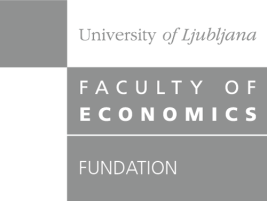 University of Ljubljana
FACULTY OF
ECONOMICS
FUNDATION